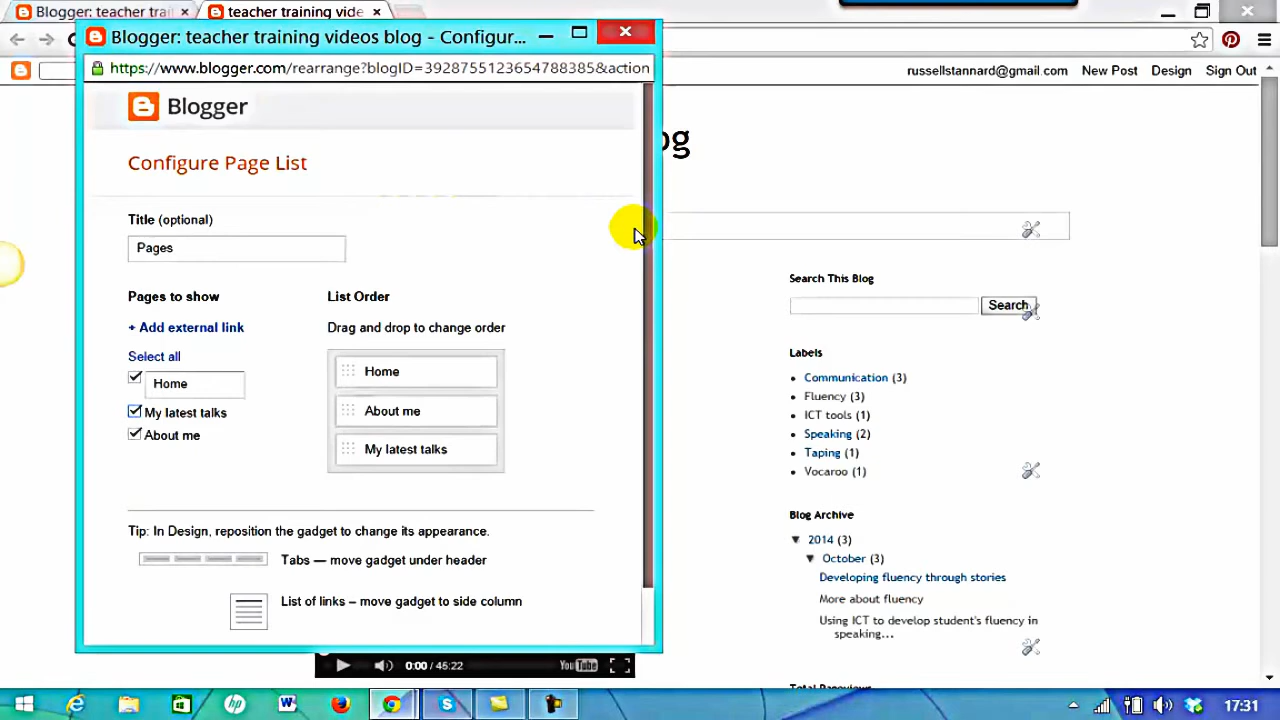 Blogger: teacher trai
teacher training vide
Blogger: teacher training videos blog - Configur...
https://www.blogger.com/rearrange?blogID=3928755123654788385&action
russellstannard@gmail.com New Post Design Sign Out
Blogger
og
Configure Page List
Title (optional)
Pages
Pages to show
List Order
+ Add external link
Drag and drop to change order
Select all
Home
My latest talks
About me
Home
About me
My latest talks
Tip: In Design, reposition the gadget to change its appearance.
Tabs — move gadget under header
List of links – move gadget to side column
Search This Blog
Search
Labels
Communication (3)
Fluency (3)
ICT tools (1)
Speaking (2)
Taping (1)
Vocaroo (1)
Blog Archive
▼ 2014 (3)
▼ October (3)
Developing fluency through stories
More about fluency
Using ICT to develop student's fluency in
speaking...
Total Pageviews
0:00 / 45:22 YouTube
17:31